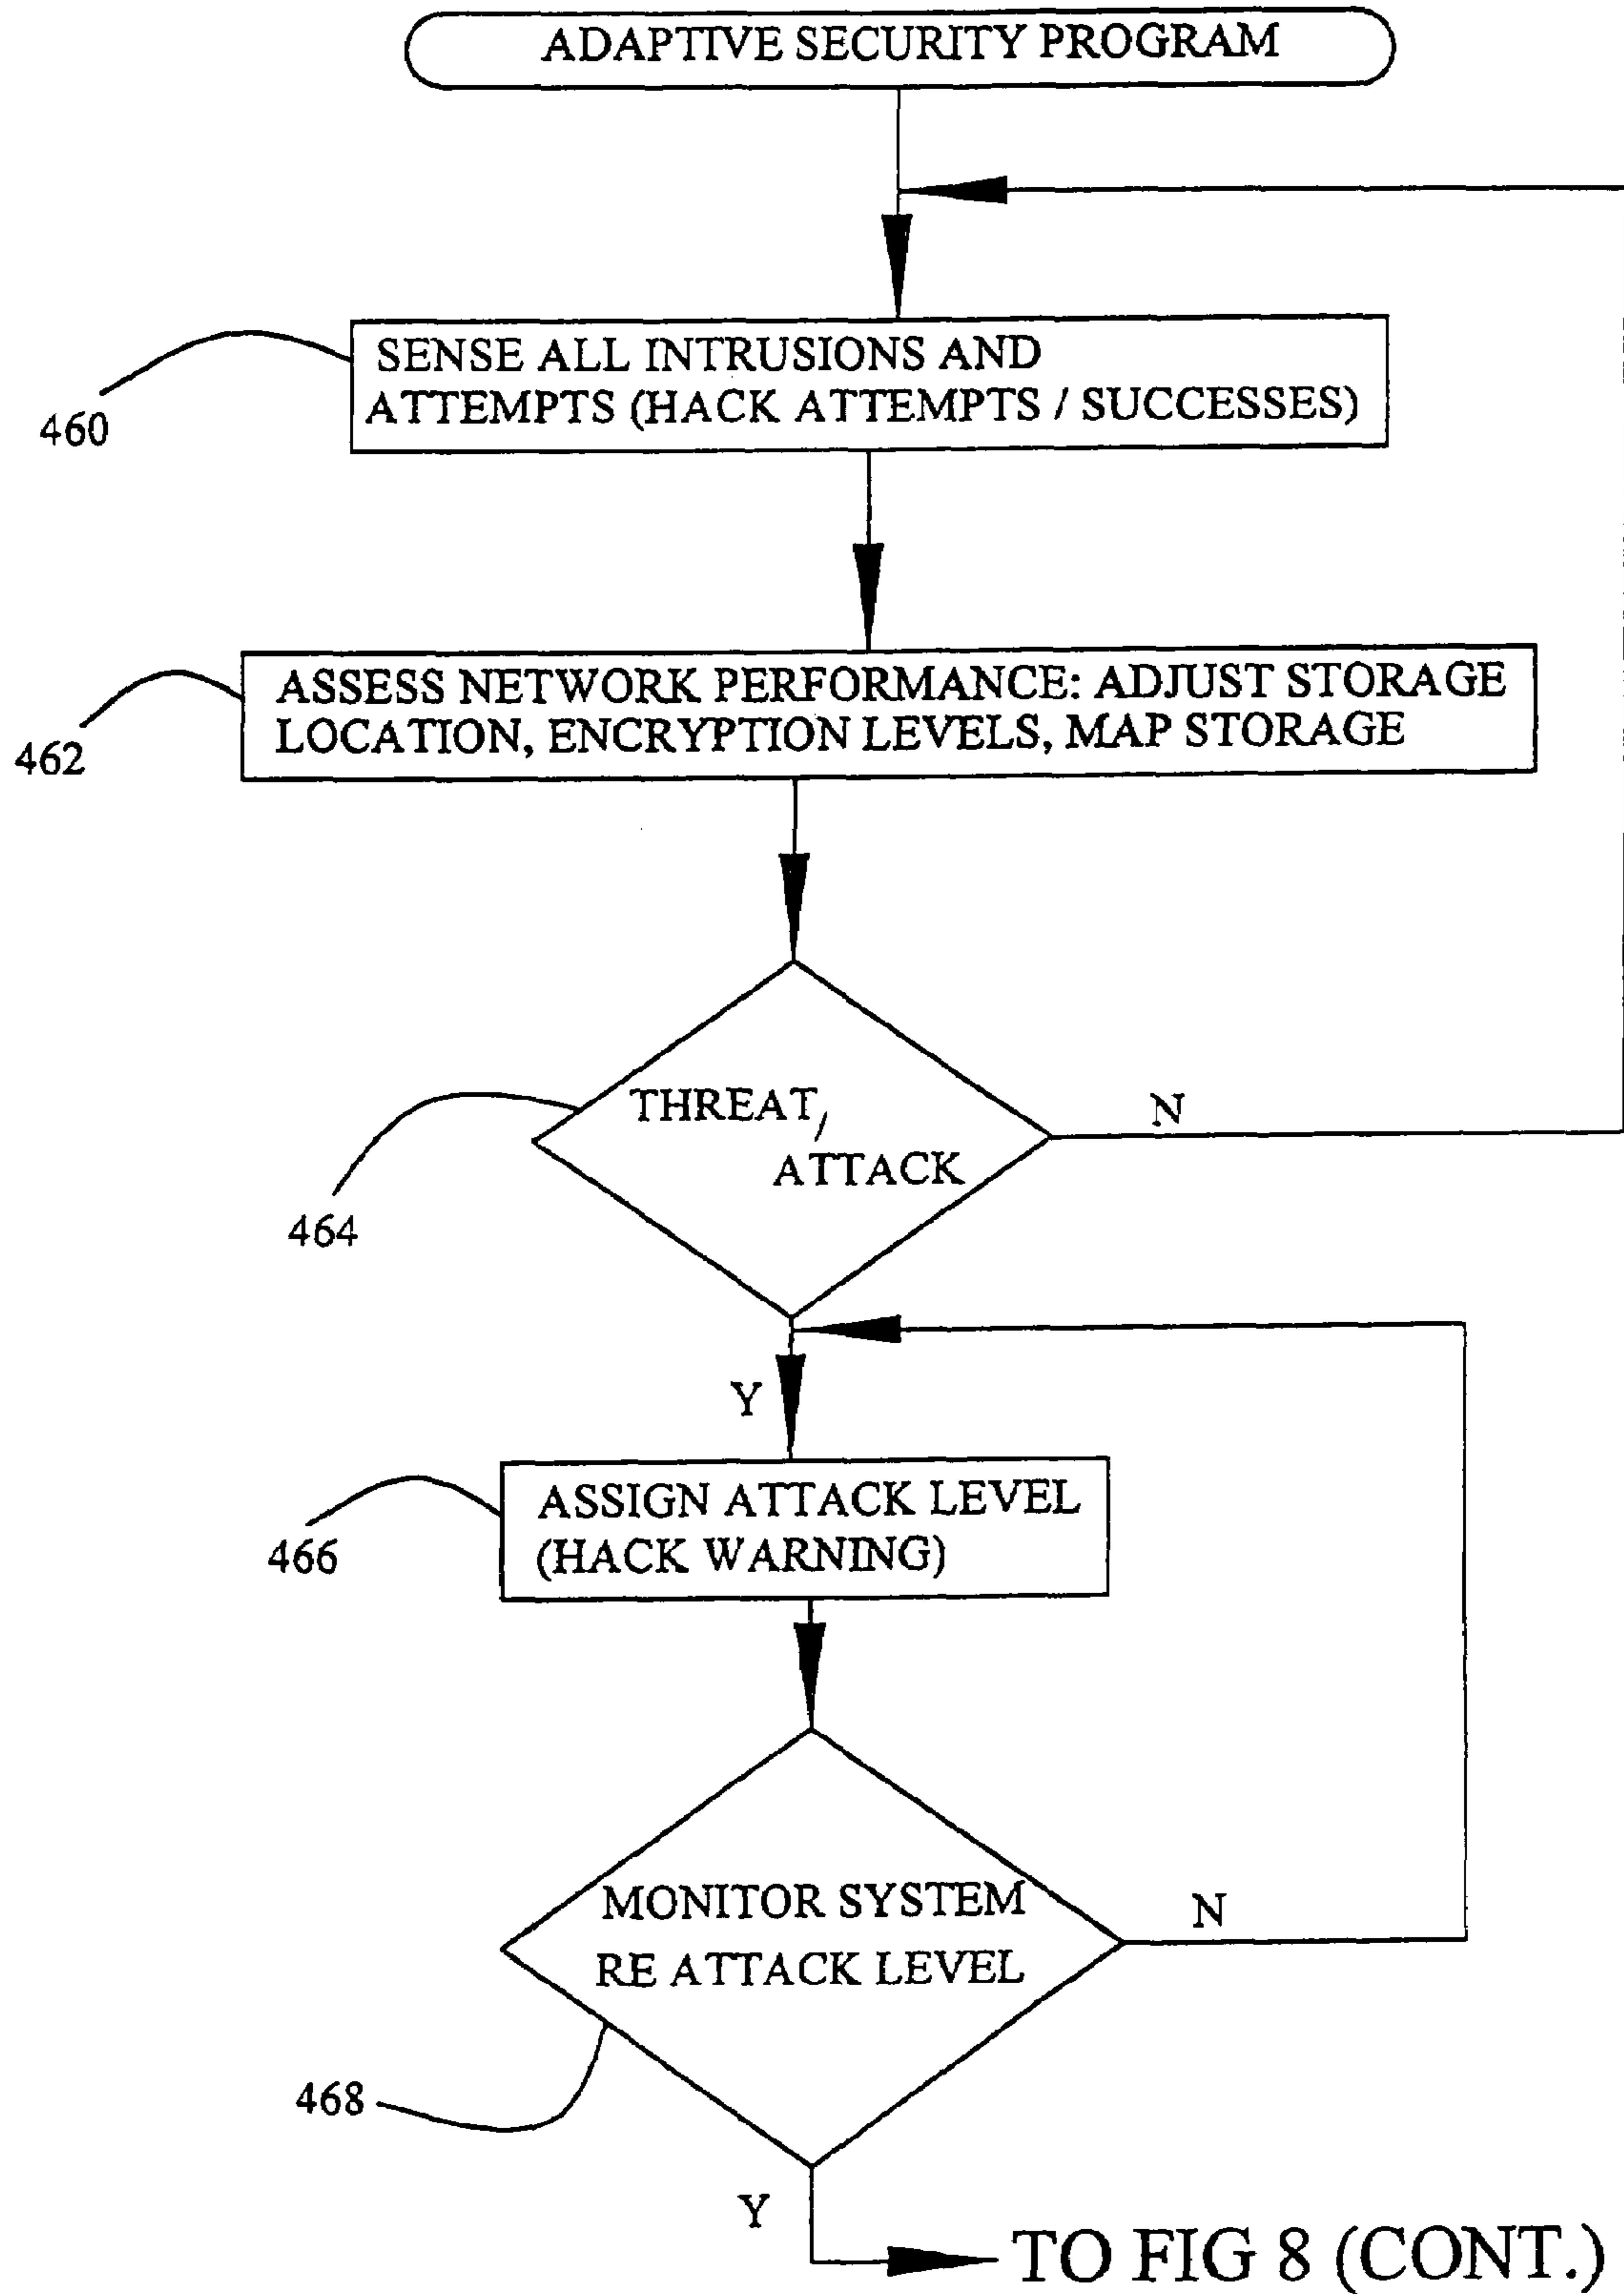 ADAPTIVE SECURITY PROGRAM
SENSE ALL INTRUSIONS AND
ATTEMPTS (HACK ATTEMPTS / SUCCESSES)
460
ASSESS NETWORK PERFORMANCE: ADJUST STORAGE
LOCATION, ENCRYPTION LEVELS, MAP STORAGE
462
THREAT,
ATTACK
N
464
Y
ASSIGN ATTACK LEVEL
(HACK WARNING)
466
MONITOR SYSTEM
RE ATTACK LEVEL
N
468
Y
TO FIG 8 (CONT.)